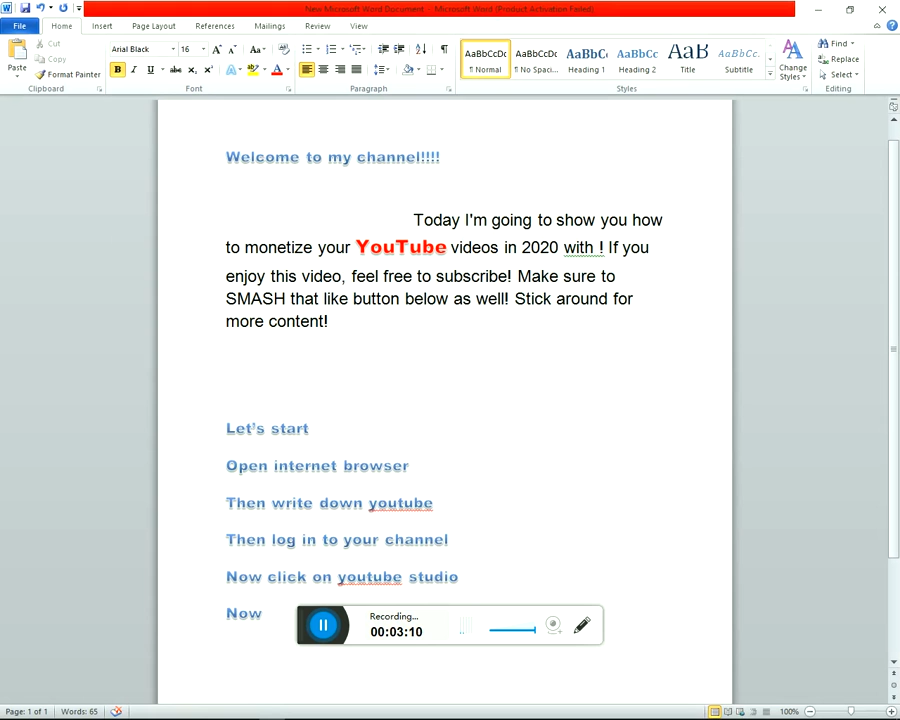 New Microsoft Word Document - Microsoft Word (Product Activation Failed)
File Home Insert Page Layout References Mailings Review View
Cut
Copy
Format Painter
Paste
Clipboard
Arial Black 16
Font
Paragraph
AaBbCcDc AaBbCcDc AaBbC AaBbCc AaB AaBbCc.
¶ Normal ¶ No Spaci... Heading 1 Heading 2 Title Subtitle
Change Styles
Styles
Find
Replace
Select
Editing
Welcome to my channel!!!!
Today I'm going to show you how
to monetize your YouTube videos in 2020 with ! If you
enjoy this video, feel free to subscribe! Make sure to
SMASH that like button below as well! Stick around for
more content!
Let's start
Open internet browser
Then write down youtube
Then log in to your channel
Now click on youtube studio
Now
Recording...
00:03:10
Page: 1 of 1 Words: 65 100%